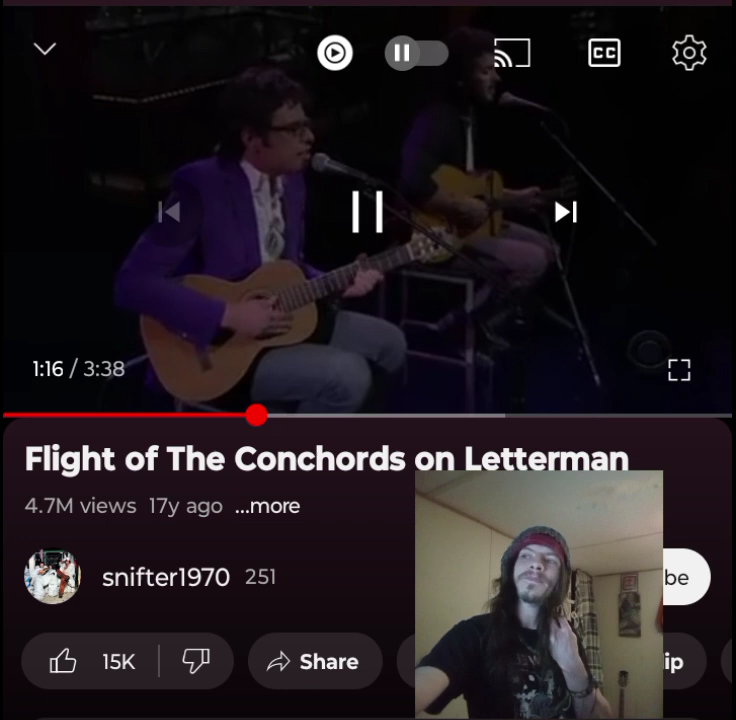 CC
1:16 / 3:38
Flight of The Conchords on Letterman
4.7M views 17y ago ...more
snifter1970 251
be
15K
Share
ip